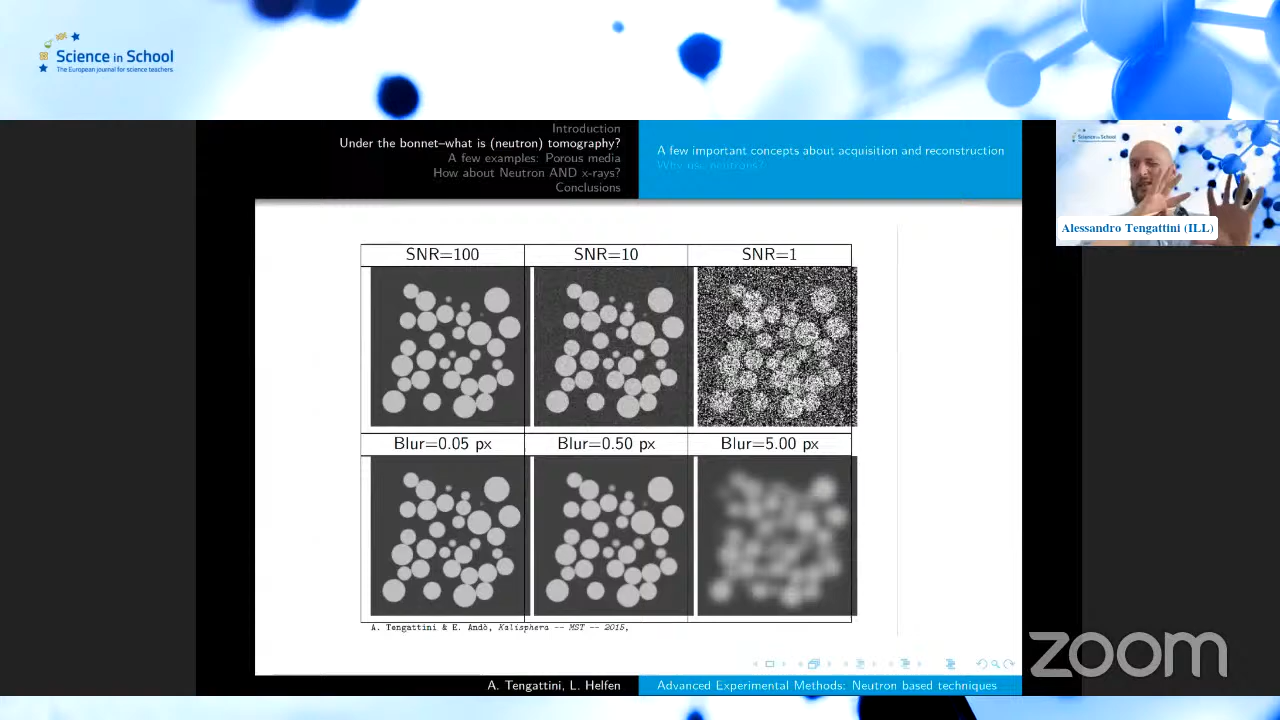 Science in School
The European journal for science teachers
Introduction
Under the bonnet–what is (neutron) tomography?
A few examples: Porous media
How about Neutron AND x-rays?
Conclusions
A few important concepts about acquisition and reconstruction
Why use neutrons?
Science in School
Alessandro Tengattini (ILL)
SNR=100 SNR=10 SNR=1
Blur=0.05 px Blur=0.50 px Blur=5.00 px
A. Tengattini & E. Andò, Kalisphera -- MST -- 2015,
A. Tengattini, L. Helfen
Advanced Experimental Methods: Neutron based techniques
zoom